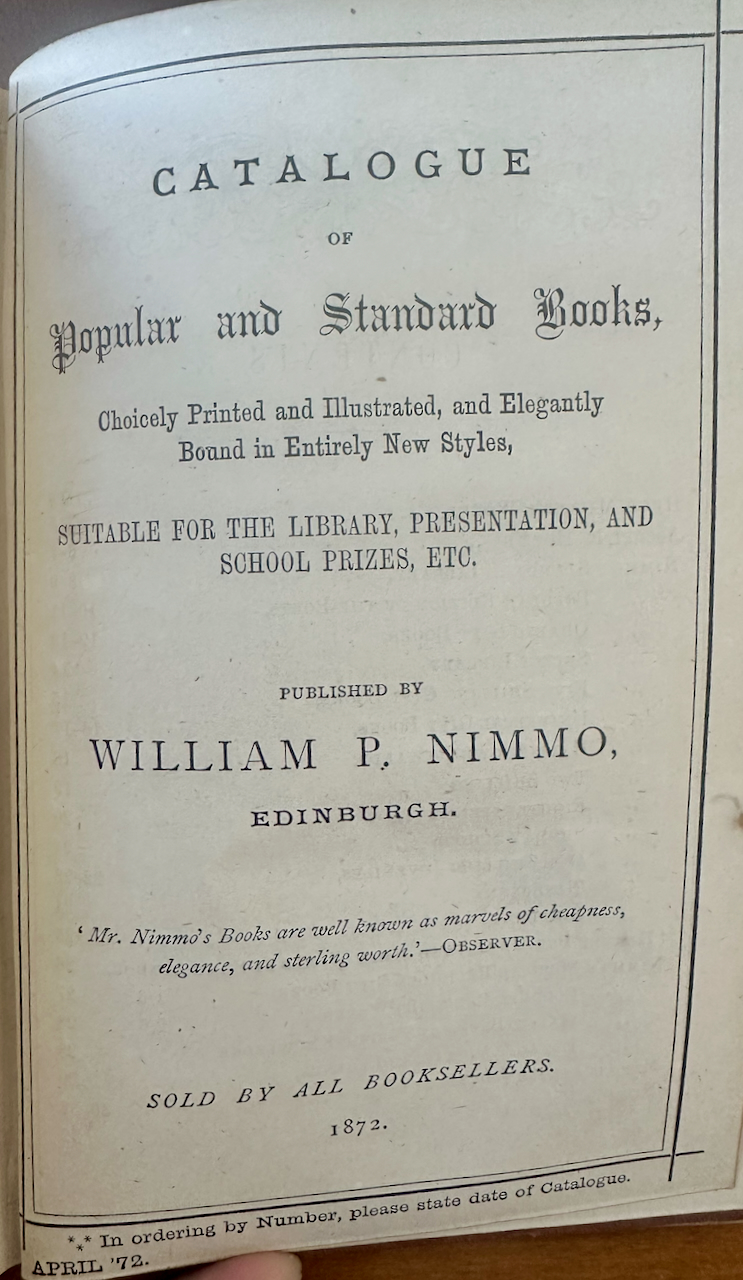 CATALOGUE
OF
Popular and Standard Books,
Choicely Printed and Illustrated, and Elegantly
Bound in Entirely New Styles,
SUITABLE FOR THE LIBRARY, PRESENTATION, AND
SCHOOL PRIZES, ETC.
PUBLISHED BY
WILLIAM P. NIMMO,
EDINBURGH.
‘Mr. Nimmo's Books are well known as marvels of cheapness,
elegance, and sterling worth.’—OBSERVER.
SOLD BY ALL BOOKSELLERS.
1872.
*⁎* In ordering by Number, please state date of Catalogue.
APRIL ’72.